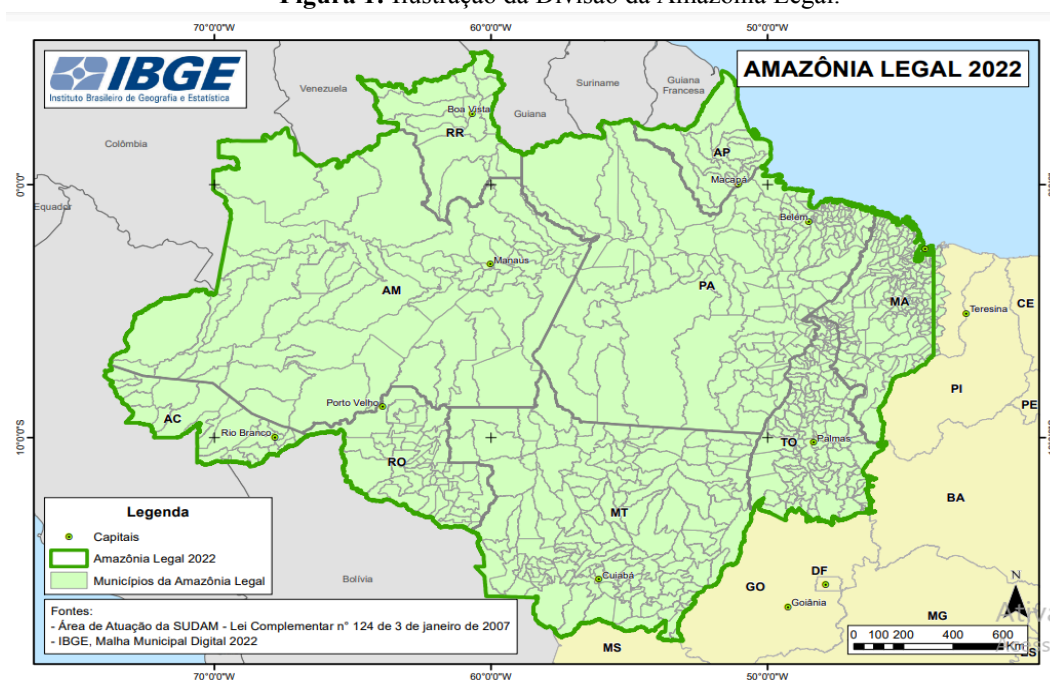 Figura 1: Ilustração da Divisão da Amazônia Legal.
70°0'0"W 60°0'0"W 50°0'0"W
IBGE
Instituto Brasileiro de Geografia e Estatística
AMAZÔNIA LEGAL 2022
Venezuela
Suriname
Guiana
Francesa
Boa Vista
Guiana
RR
Colômbia
AP
Macapá
0°0'0"
Equador
Belém
Manaus
AM
PA
MA
CE
Teresina
PI
PE
Porto Velho
AC
Rio Branco
10°0'0"S
RO
TO
Palmas
MT
BA
Legenda
Capitais
Amazônia Legal 2022
Municípios da Amazônia Legal
Bolívia
Cuiabá
DF
GO
Goiânia
N
MG
Fontes:
- Área de Atuação da SUDAM - Lei Complementar n° 124 de 3 de janeiro de 2007
- IBGE, Malha Municipal Digital 2022
MS
0 100 200 400 600
Km
70°0'0"W 60°0'0"W 50°0'0"W